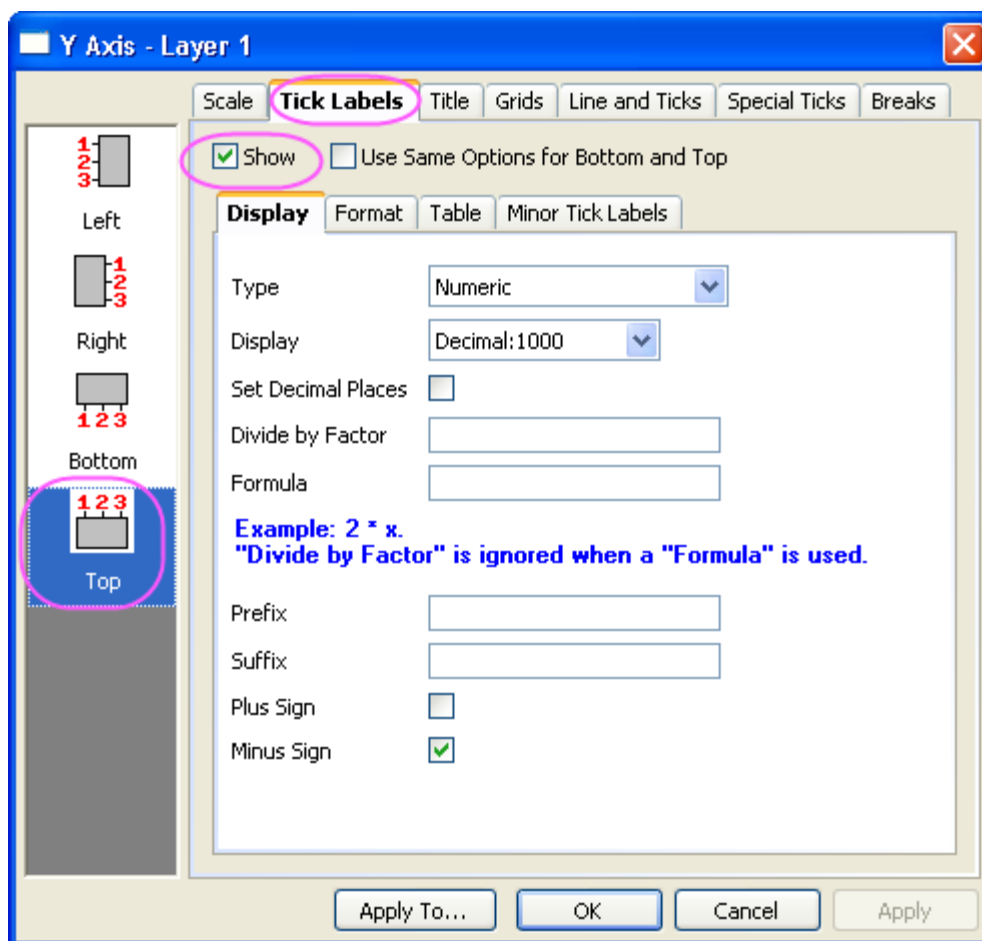 Y Axis - Layer 1
Scale Tick Labels Title Grids Line and Ticks Special Ticks Breaks
1
2
3
Left
1
2
3
Right
1 2 3
Bottom
1 2 3
Top
Show Use Same Options for Bottom and Top
Display Format Table Minor Tick Labels
Type Numeric
Display Decimal:1000
Set Decimal Places
Divide by Factor
Formula
Example: 2 * x.
"Divide by Factor" is ignored when a "Formula" is used.
Prefix
Suffix
Plus Sign
Minus Sign
Apply To... OK Cancel Apply